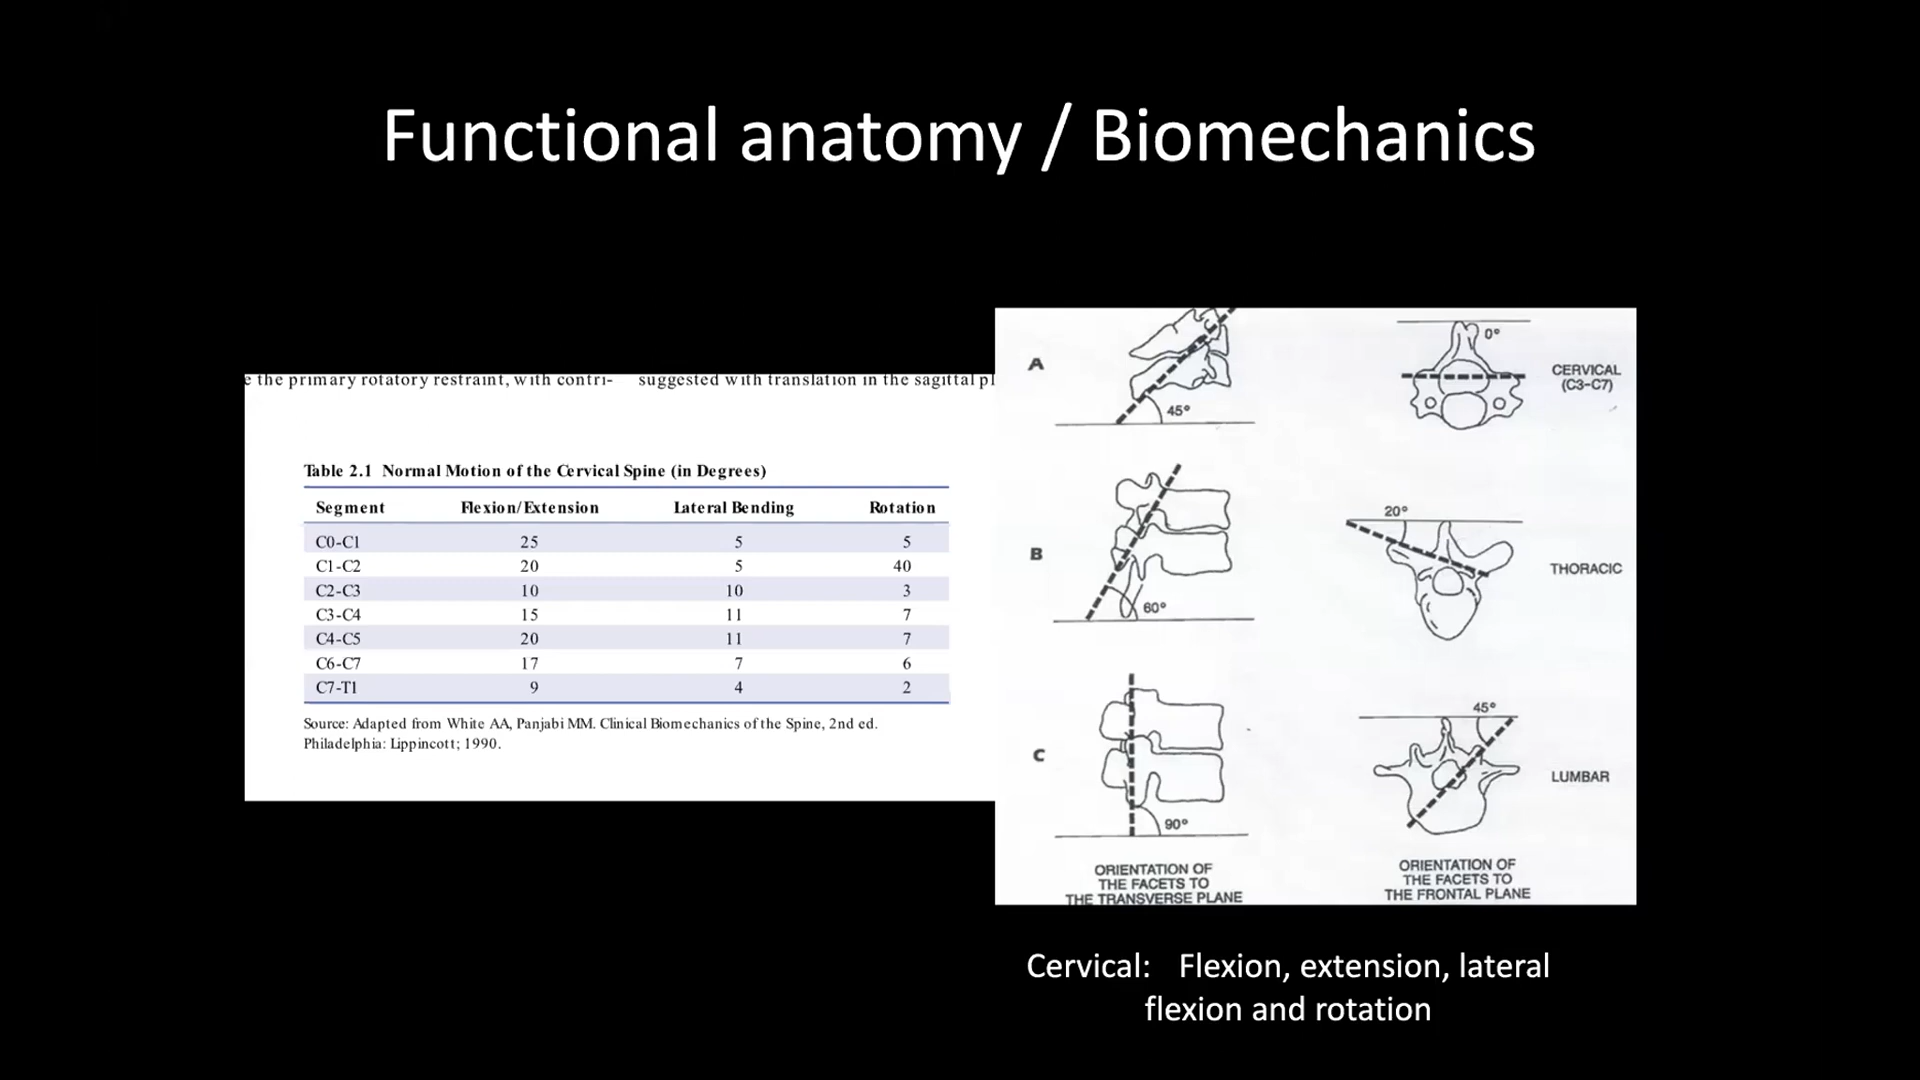 Functional anatomy / Biomechanics
e the primary rotatory restraint, with contri-
suggested with translation in the sagittal pl
Table 2.1 Normal Motion of the Cervical Spine (in Degrees)
Segment Flexion/Extension Lateral Bending Rotation
C0-C1 25 5 5
C1-C2 20 5 40
C2-C3 10 10 3
C3-C4 15 11 7
C4-C5 20 11 7
C6-C7 17 7 6
C7-T1 9 4 2
Source: Adapted from White AA, Panjabi MM. Clinical Biomechanics of the Spine, 2nd ed.
Philadelphia: Lippincott; 1990.
A
45°
0°
CERVICAL
(C3-C7)
B
60°
20°
THORACIC
C
90°
45°
LUMBAR
ORIENTATION OF
THE FACETS TO
THE TRANSVERSE PLANE
ORIENTATION OF
THE FACETS TO
THE FRONTAL PLANE
Cervical: Flexion, extension, lateral
flexion and rotation